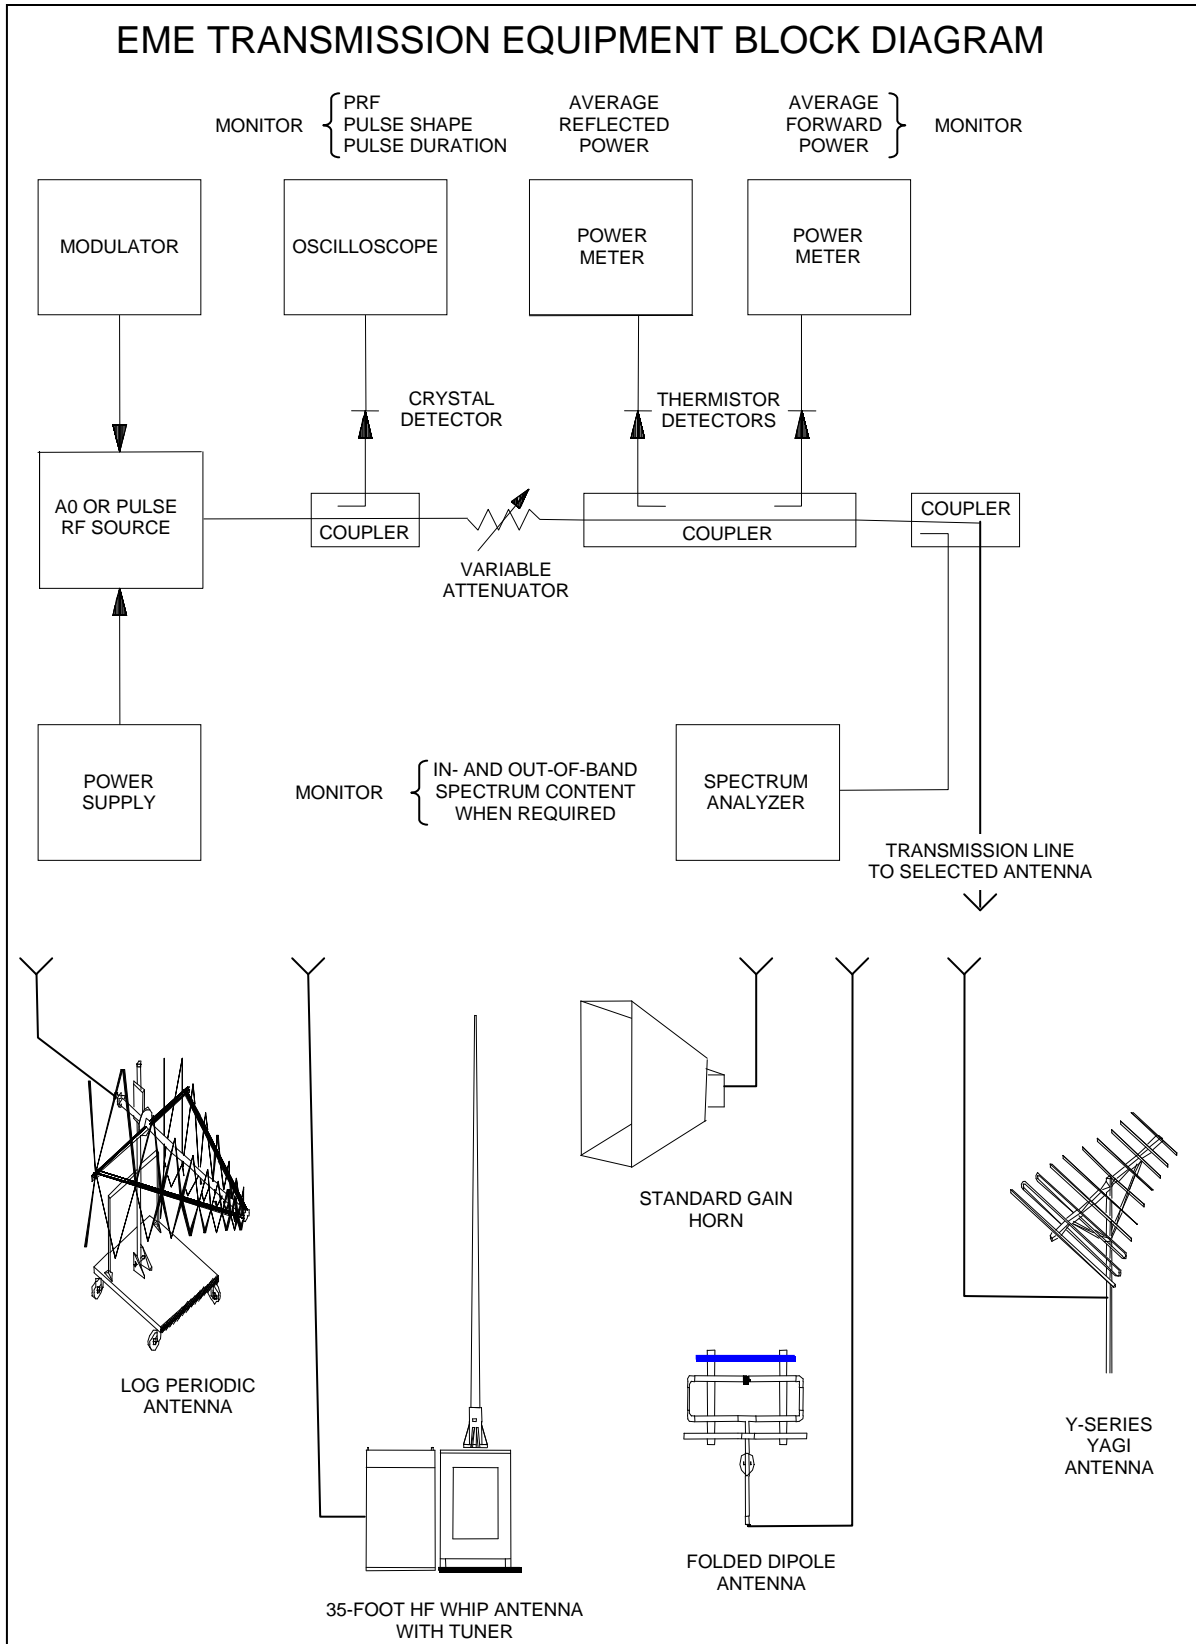 EME TRANSMISSION EQUIPMENT BLOCK DIAGRAM
MONITOR
PRF
PULSE SHAPE
PULSE DURATION
AVERAGE
REFLECTED
POWER
AVERAGE
FORWARD
POWER
MONITOR
MODULATOR
OSCILLOSCOPE
POWER
METER
POWER
METER
CRYSTAL
DETECTOR
THERMISTOR
DETECTORS
A0 OR PULSE
RF SOURCE
COUPLER
VARIABLE
ATTENUATOR
COUPLER
COUPLER
POWER
SUPPLY
MONITOR
IN- AND OUT-OF-BAND
SPECTRUM CONTENT
WHEN REQUIRED
SPECTRUM
ANALYZER
TRANSMISSION LINE
TO SELECTED ANTENNA
STANDARD GAIN
HORN
LOG PERIODIC
ANTENNA
Y-SERIES
YAGI
ANTENNA
FOLDED DIPOLE
ANTENNA
35-FOOT HF WHIP ANTENNA
WITH TUNER